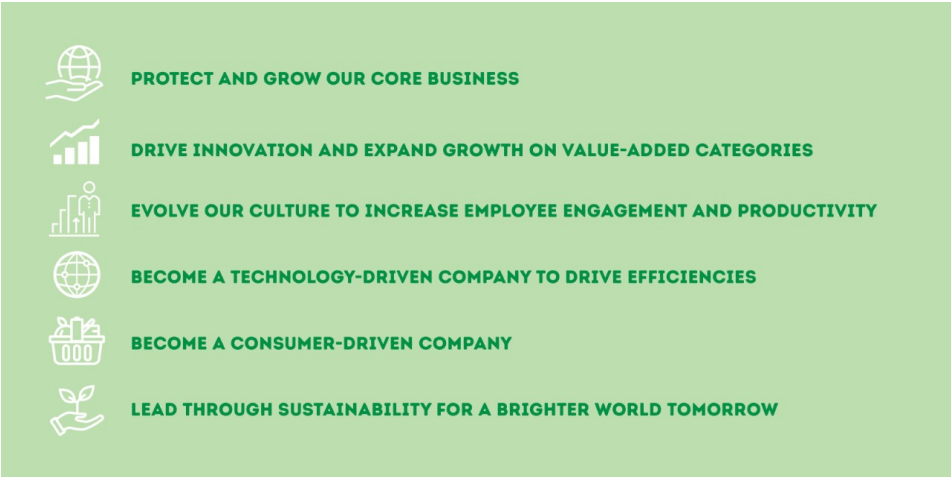 PROTECT AND GROW OUR CORE BUSINESS
DRIVE INNOVATION AND EXPAND GROWTH ON VALUE-ADDED CATEGORIES
EVOLVE OUR CULTURE TO INCREASE EMPLOYEE ENGAGEMENT AND PRODUCTIVITY
BECOME A TECHNOLOGY-DRIVEN COMPANY TO DRIVE EFFICIENCIES
BECOME A CONSUMER-DRIVEN COMPANY
LEAD THROUGH SUSTAINABILITY FOR A BRIGHTER WORLD TOMORROW